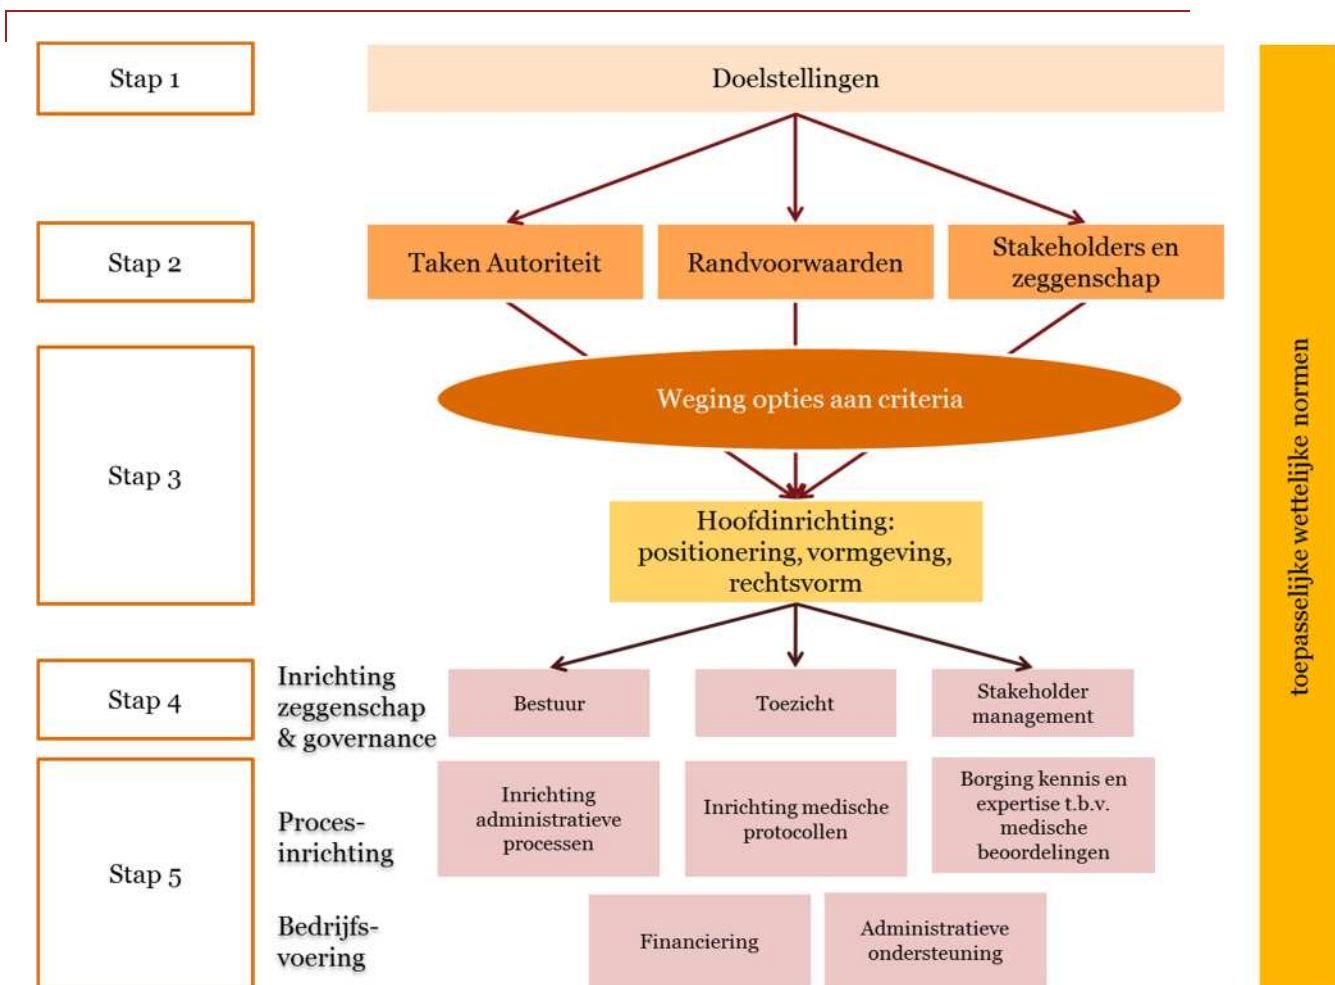 Stap 1
Doelstellingen
Stap 2
Taken Autoriteit
Randvoorwaarden
Stakeholders en
zeggenschap
Stap 3
Weging opties aan criteria
Hoofdinrichting:
positionering, vormgeving,
rechtsvorm
Stap 4
Inrichting
zeggenschap
& governance
Bestuur
Toezicht
Stakeholder
management
Stap 5
Proces-
inrichting
Inrichting
administratieve
processen
Inrichting medische
protocollen
Borging kennis en
expertise t.b.v.
medische
beoordelingen
Bedrijfs-
voering
Financiering
Administratieve
ondersteuning
toepasselijke wettelijke normen